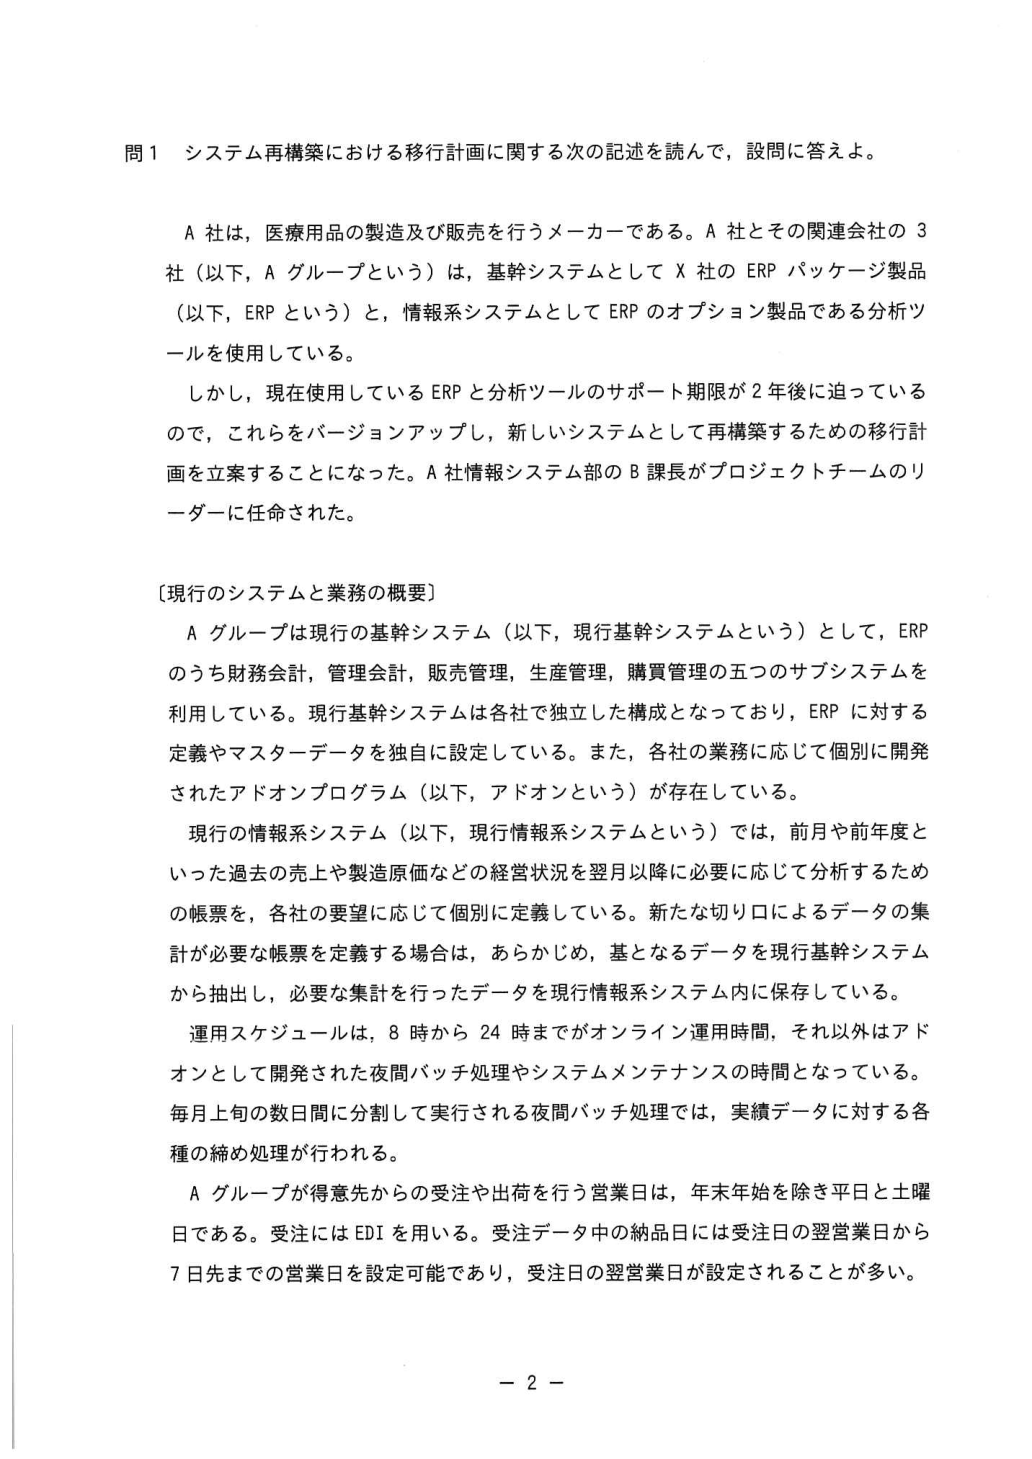 問1 システム再構築における移行計画に関する次の記述を読んで，設問に答えよ。
A 社は，医療用品の製造及び販売を行うメーカーである。A 社とその関連会社の 3
社（以下，A グループという）は，基幹システムとして X 社の ERP パッケージ製品
（以下，ERP という）と，情報系システムとして ERP のオプション製品である分析ツ
ールを使用している。
しかし，現在使用している ERP と分析ツールのサポート期限が 2 年後に迫っている
ので，これらをバージョンアップし，新しいシステムとして再構築するための移行計
画を立案することになった。A 社情報システム部の B 課長がプロジェクトチームのリ
ーダーに任命された。
〔現行のシステムと業務の概要〕
A グループは現行の基幹システム（以下，現行基幹システムという）として，ERP
のうち財務会計，管理会計，販売管理，生産管理，購買管理の五つのサブシステムを
利用している。現行基幹システムは各社で独立した構成となっており，ERP に対する
定義やマスターデータを独自に設定している。また，各社の業務に応じて個別に開発
されたアドオンプログラム（以下，アドオンという）が存在している。
現行の情報系システム（以下，現行情報系システムという）では，前月や前年度と
いった過去の売上や製造原価などの経営状況を翌月以降に必要に応じて分析するため
の帳票を，各社の要望に応じて個別に定義している。新たな切り口によるデータの集
計が必要な帳票を定義する場合は，あらかじめ，基となるデータを現行基幹システム
から抽出し，必要な集計を行ったデータを現行情報系システム内に保存している。
運用スケジュールは，8 時から 24 時までがオンライン運用時間，それ以外はアド
オンとして開発された夜間バッチ処理やシステムメンテナンスの時間となっている。
毎月上旬の数日間に分割して実行される夜間バッチ処理では，実績データに対する各
種の締め処理が行われる。
A グループが得意先からの受注や出荷を行う営業日は，年末年始を除き平日と土曜
日である。受注には EDI を用いる。受注データ中の納品日には受注日の翌営業日から
7 日先までの営業日を設定可能であり，受注日の翌営業日が設定されることが多い。
－ 2 －